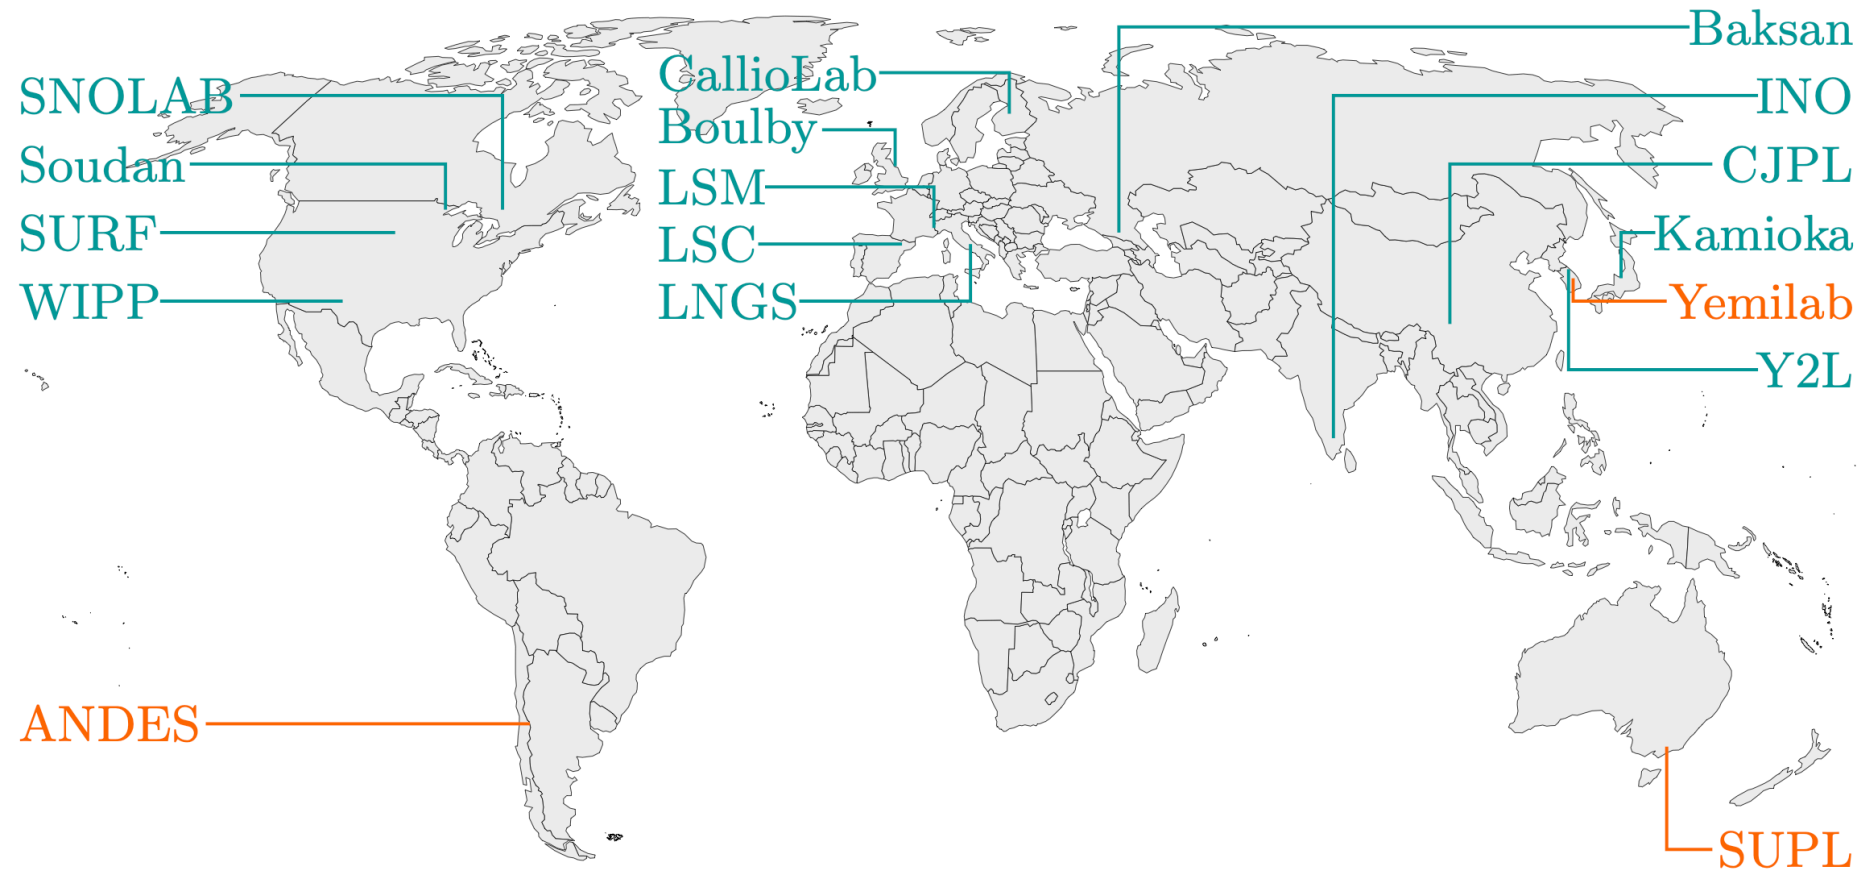 SNOLAB
Soudan
SURF
WIPP
ANDES
CallioLab
Boulby
LSM
LSC
LNGS
Baksan
INO
CJPL
Kamioka
Yemilab
Y2L
SUPL